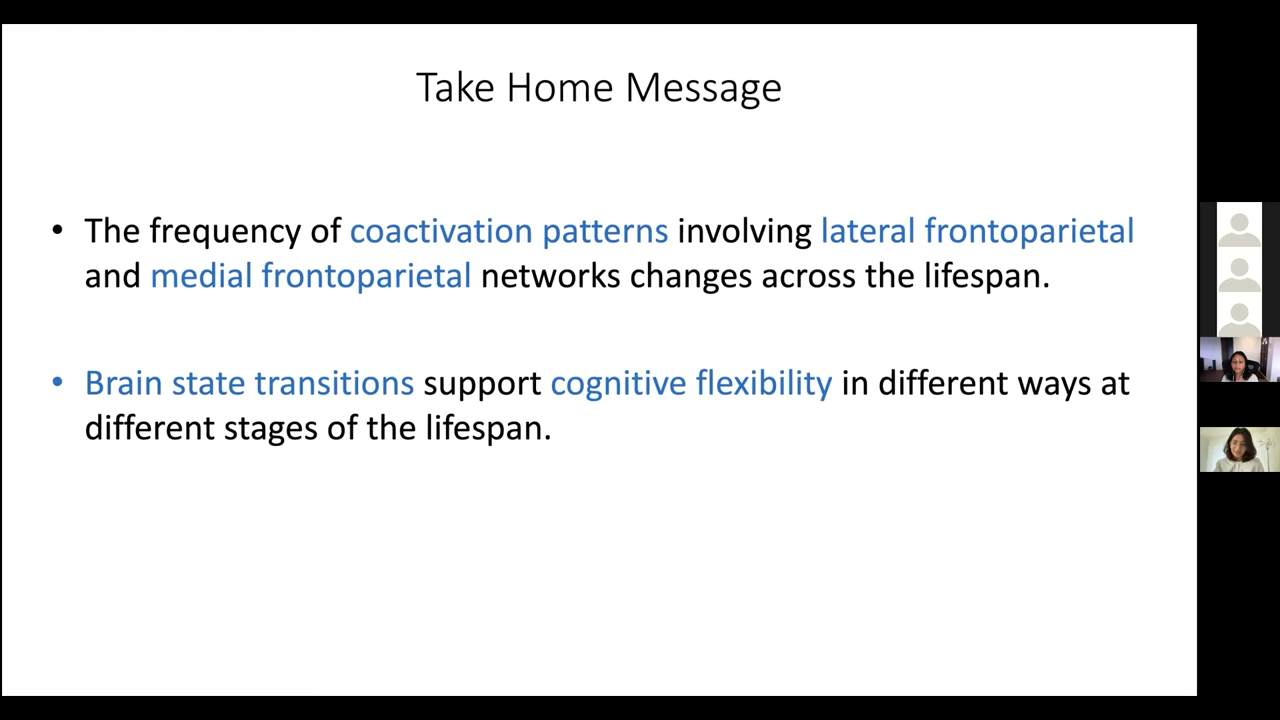 Take Home Message
• The frequency of coactivation patterns involving lateral frontoparietal
and medial frontoparietal networks changes across the lifespan.
• Brain state transitions support cognitive flexibility in different ways at
different stages of the lifespan.